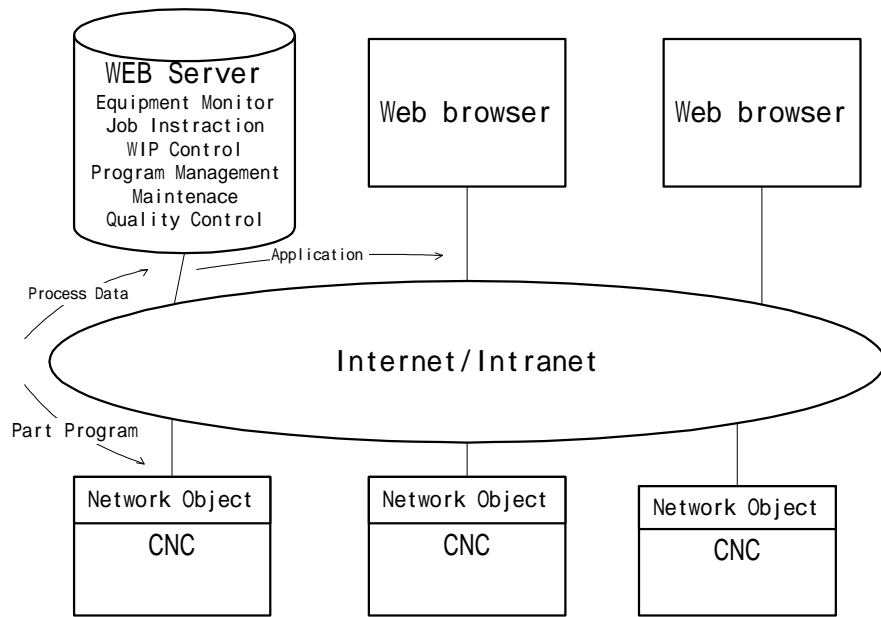 WEB Server
Equipment Monitor
Job Instraction
WIP Control
Program Management
Maintenace
Quality Control
Web browser
Web browser
Application
Process Data
Internet/Intranet
Part Program
Network Object
CNC
Network Object
CNC
Network Object
CNC